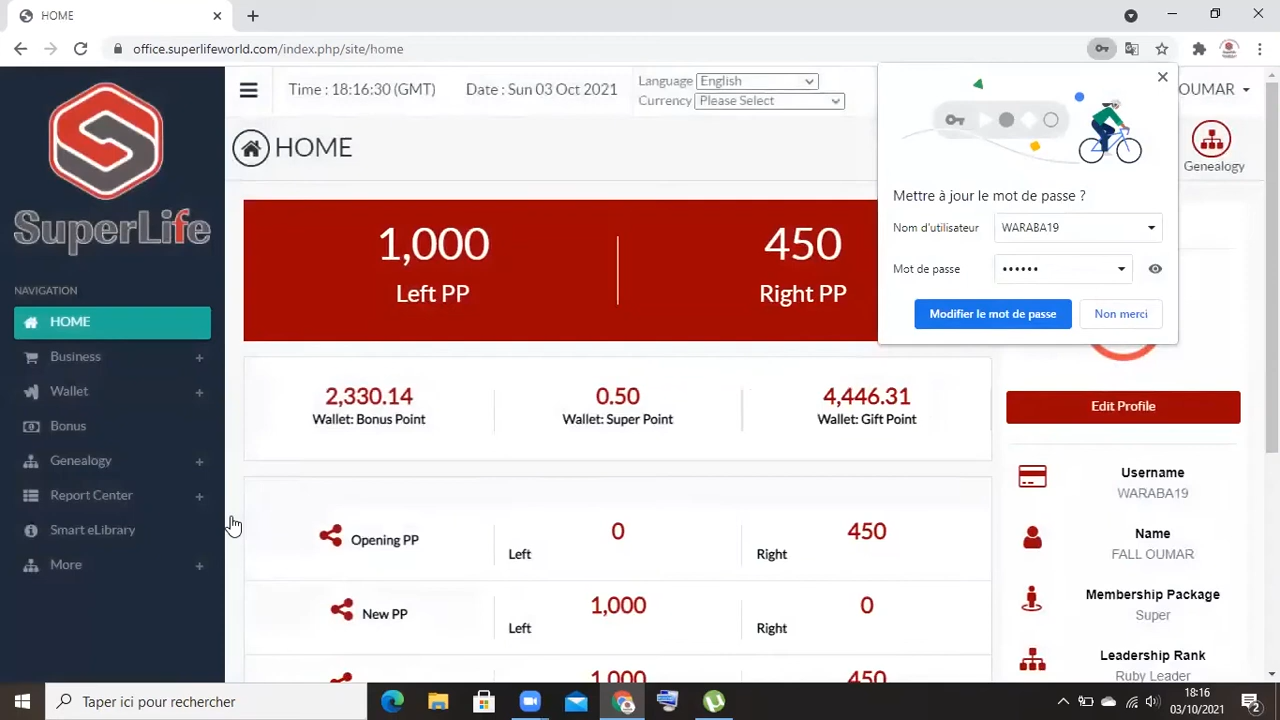 HOME
office.superlifeworld.com/index.php/site/home
SuperLife
Time : 18:16:30 (GMT)
Date : Sun 03 Oct 2021
Language English
Currency Please Select
OUMAR
HOME
Genealogy
NAVIGATION
HOME
Business
Wallet
Bonus
Genealogy
Report Center
Smart eLibrary
More
1,000
Left PP
450
Right PP
Mettre à jour le mot de passe ?
Nom d'utilisateur WARABA19
Mot de passe ••••••
Modifier le mot de passe
Non merci
2,330.14
Wallet: Bonus Point
0.50
Wallet: Super Point
4,446.31
Wallet: Gift Point
Opening PP
Left
0
Right
450
New PP
Left
1,000
Right
0
1,000
450
Edit Profile
Username
WARABA19
Name
FALL OUMAR
Membership Package
Super
Leadership Rank
Ruby Leader
Taper ici pour rechercher
18:16
03/10/2021
2